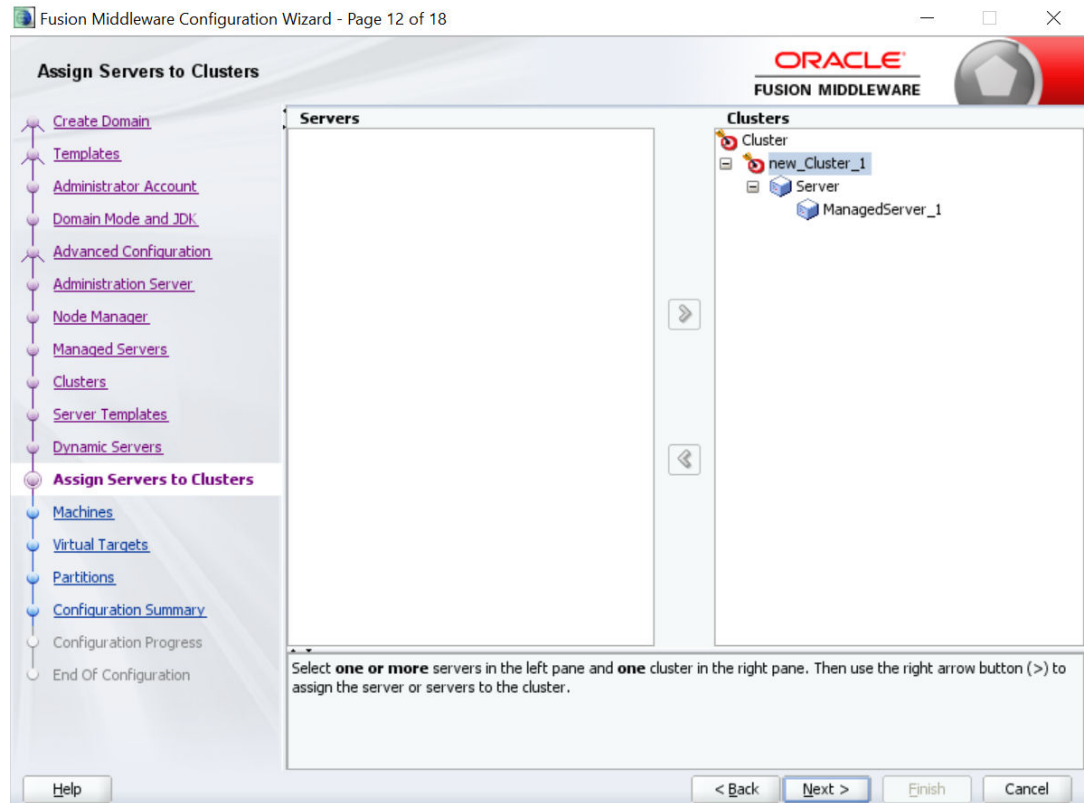 Fusion Middleware Configuration Wizard - Page 12 of 18
Assign Servers to Clusters
ORACLE
FUSION MIDDLEWARE
Create Domain
Templates
Administrator Account
Domain Mode and JDK
Advanced Configuration
Administration Server
Node Manager
Managed Servers
Clusters
Server Templates
Dynamic Servers
Assign Servers to Clusters
Machines
Virtual Targets
Partitions
Configuration Summary
Configuration Progress
End Of Configuration
Servers
Clusters
Cluster
new_Cluster_1
Server
ManagedServer_1
Select one or more servers in the left pane and one cluster in the right pane. Then use the right arrow button (>) to
assign the server or servers to the cluster.
Help
< Back
Next >
Finish
Cancel